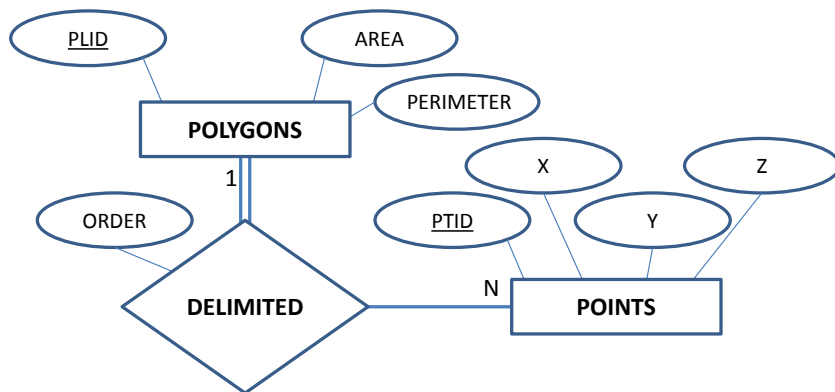 PLID
AREA
PERIMETER
POLYGONS
1
X
Z
ORDER
PTID
Y
DELIMITED
N
POINTS